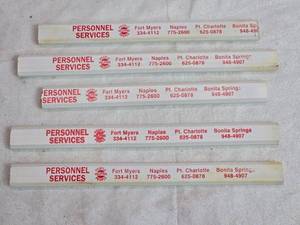 PERSONNEL SERVICES Fort Myers Naples Pt. Charlotte Bonita Springs
334-4112 775-2600 625-0878 948-49
PERSONNEL SERVICES Fort Myers Naples Pt. Charlotte Bonita Springs
334-4112 775-2600 625-0878 948-4907
ERSONNEL SERVICES Fort Myers Naples Pt. Charlotte Bonita Springs
334-4112 775-2600 625-0878 948-4907
PERSONNEL SERVICES Fort Myers Naples Pt. Charlotte Bonita Springs
334-4112 775-2600 625-0878 948-4907
PERSONNEL SERVICES Fort Myers Naples Pt. Charlotte Bonita Springs
334-4112 775-2600 625-0878 948-4907